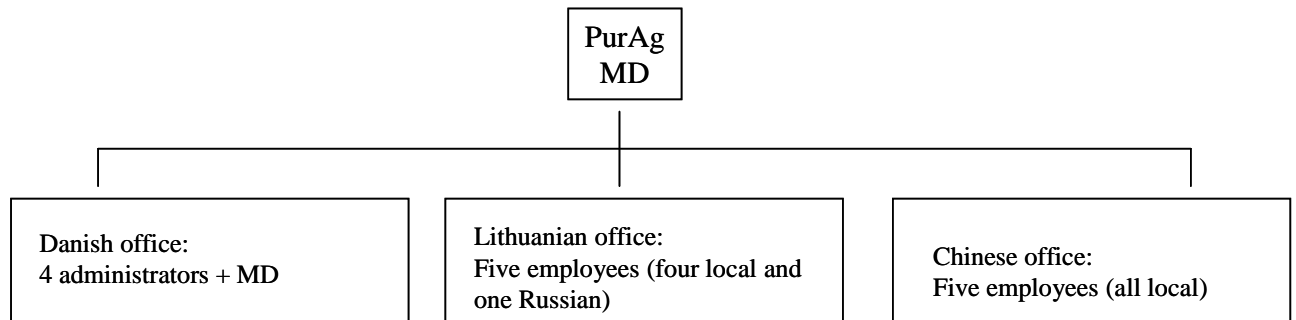 PurAg
MD
Danish office:
4 administrators + MD
Lithuanian office:
Five employees (four local and
one Russian)
Chinese office:
Five employees (all local)